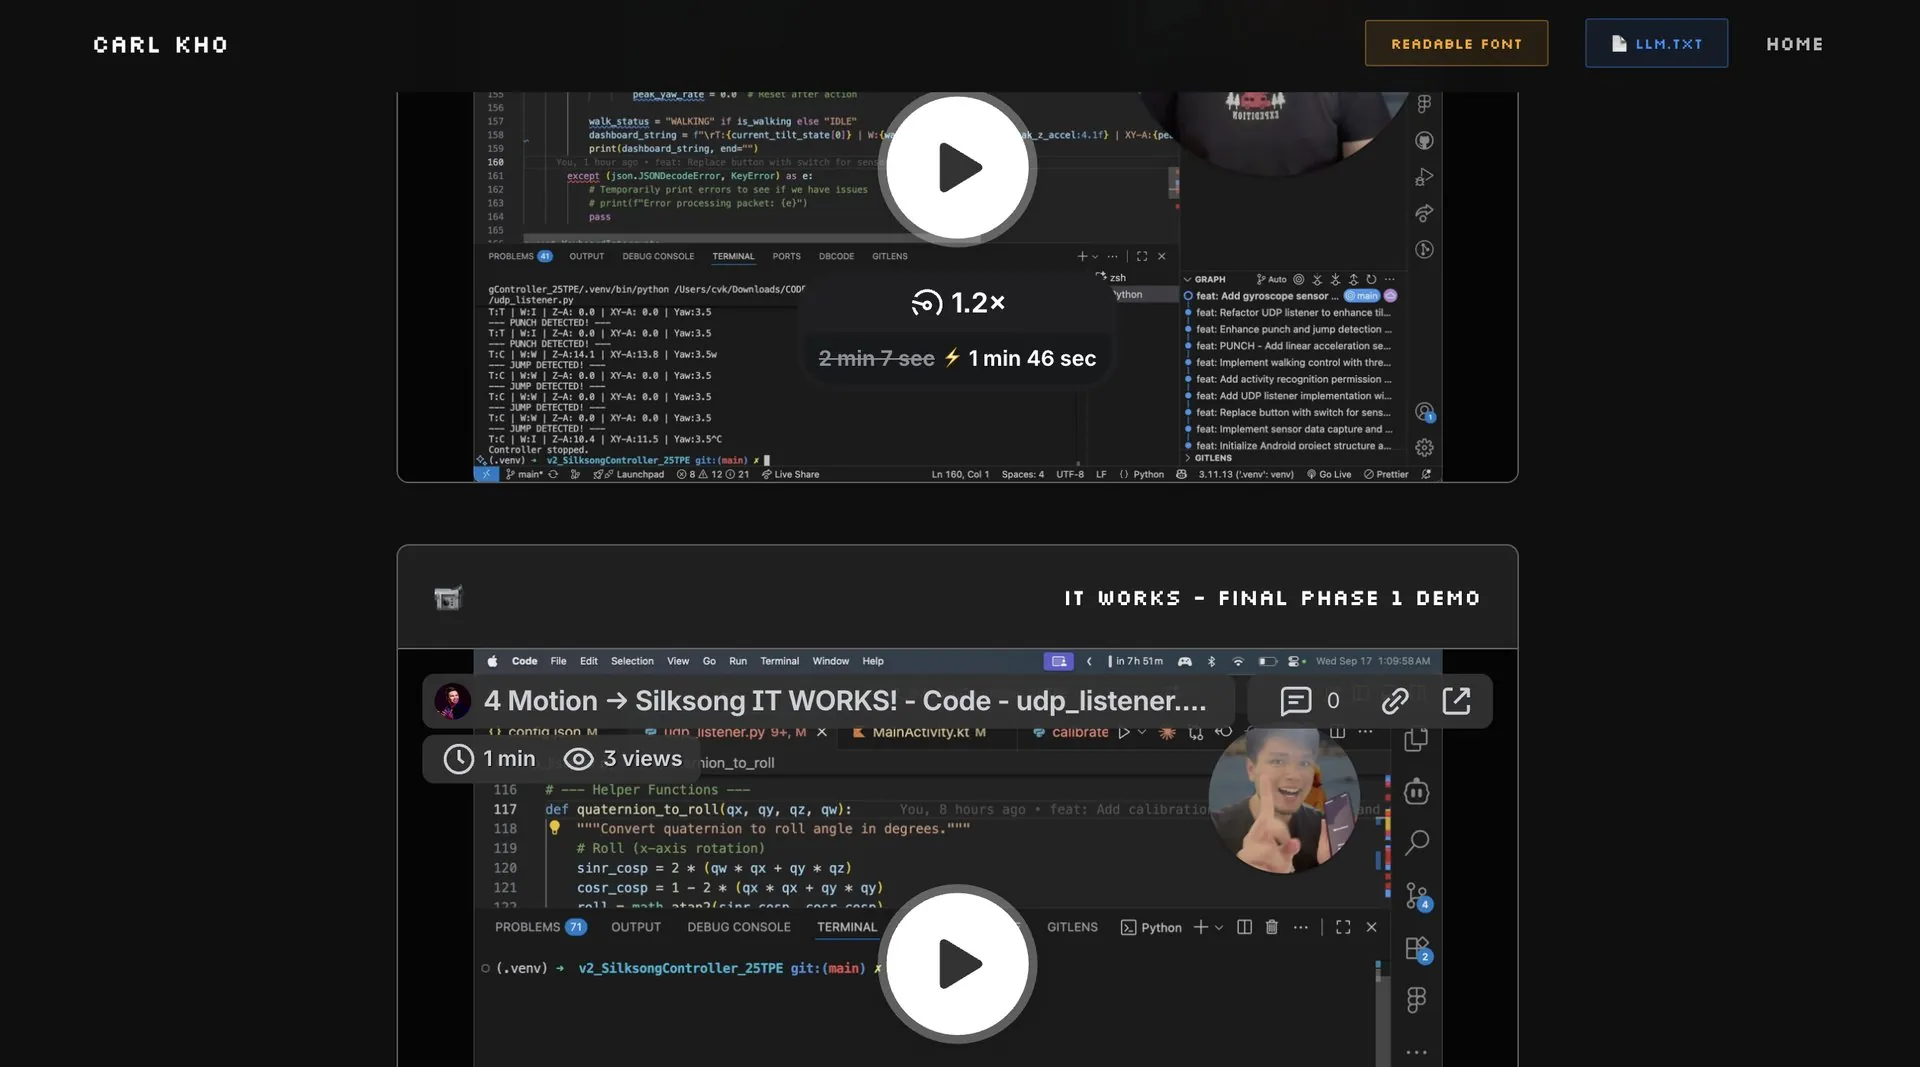 CARL KHO
READABLE FONT
LLM.TXT
HOME
155 peak_yaw_rate = 0.0 # Reset after action
156
157 walk_status = "WALKING" if is_walking else "IDLE"
158 dashboard_string = f"\rT:{current_tilt_state[0]} | W:{wa
k_z_accel:4.1f} | XY-A:{pea
159 print(dashboard_string, end="")
160 You, 1 hour ago • feat: Replace button with switch for sens
161 except (json.JSONDecodeError, KeyError) as e:
162 # Temporarily print errors to see if we have issues
163 # print(f"Error processing packet: {e}")
164 pass
165
EXPEDITION
PROBLEMS 41 OUTPUT DEBUG CONSOLE TERMINAL PORTS DBCODE GITLENS
zsh
ython
gController_25TPE/.venv/bin/python /Users/cvk/Downloads/CODE
/udp_listener.py
T:T | W:I | Z-A: 0.0 | XY-A: 0.0 | Yaw:3.5
--- PUNCH DETECTED! ---
T:T | W:I | Z-A: 0.0 | XY-A: 0.0 | Yaw:3.5
--- PUNCH DETECTED! ---
T:C | W:W | Z-A:14.1 | XY-A:13.8 | Yaw:3.5w
--- JUMP DETECTED! ---
T:C | W:W | Z-A: 0.0 | XY-A: 0.0 | Yaw:3.5
--- JUMP DETECTED! ---
T:C | W:W | Z-A: 0.0 | XY-A: 0.0 | Yaw:3.5
--- JUMP DETECTED! ---
T:C | W:W | Z-A: 0.0 | XY-A: 0.0 | Yaw:3.5
--- JUMP DETECTED! ---
T:C | W:I | Z-A:10.4 | XY-A:11.5 | Yaw:3.5^C
Controller stopped.
(.venv) → v2_SilksongController_25TPE git:(main) ✗
1.2×
2 min 7 sec ⚡ 1 min 46 sec
GRAPH Auto
feat: Add gyroscope sensor ... main
feat: Refactor UDP listener to enhance til...
feat: Enhance punch and jump detection ...
feat: PUNCH - Add linear acceleration se...
feat: Implement walking control with thre...
feat: Add activity recognition permission ...
feat: Add UDP listener implementation wi...
feat: Replace button with switch for sens...
feat: Implement sensor data capture and ...
feat: Initialize Android project structure a...
GITLENS
1
main* Launchpad 8 12 21 Live Share
Ln 160, Col 1 Spaces: 4 UTF-8 LF Python 3.11.13 ('.venv': venv) Go Live Prettier
IT WORKS - FINAL PHASE 1 DEMO
Code File Edit Selection View Go Run Terminal Window Help
in 7h 51m
Wed Sep 17 1:09:58 AM
4 Motion → Silksong IT WORKS! - Code - udp_listener....
0
config.json M udp_listener.py 9+, M MainActivity.kt M calibrate
1 min 3 views
nion_to_roll
116 # --- Helper Functions ---
117 def quaternion_to_roll(qx, qy, qz, qw): You, 8 hours ago • feat: Add calibratio
and
118 """Convert quaternion to roll angle in degrees."""
119 # Roll (x-axis rotation)
120 sinr_cosp = 2 * (qw * qx + qy * qz)
121 cosr_cosp = 1 - 2 * (qx * qx + qy * qy)
122 roll = math.atan2(sinr_cosp, cosr_cosp)
PROBLEMS 71 OUTPUT DEBUG CONSOLE TERMINAL GITLENS Python
4
2
(.venv) → v2_SilksongController_25TPE git:(main) ✗